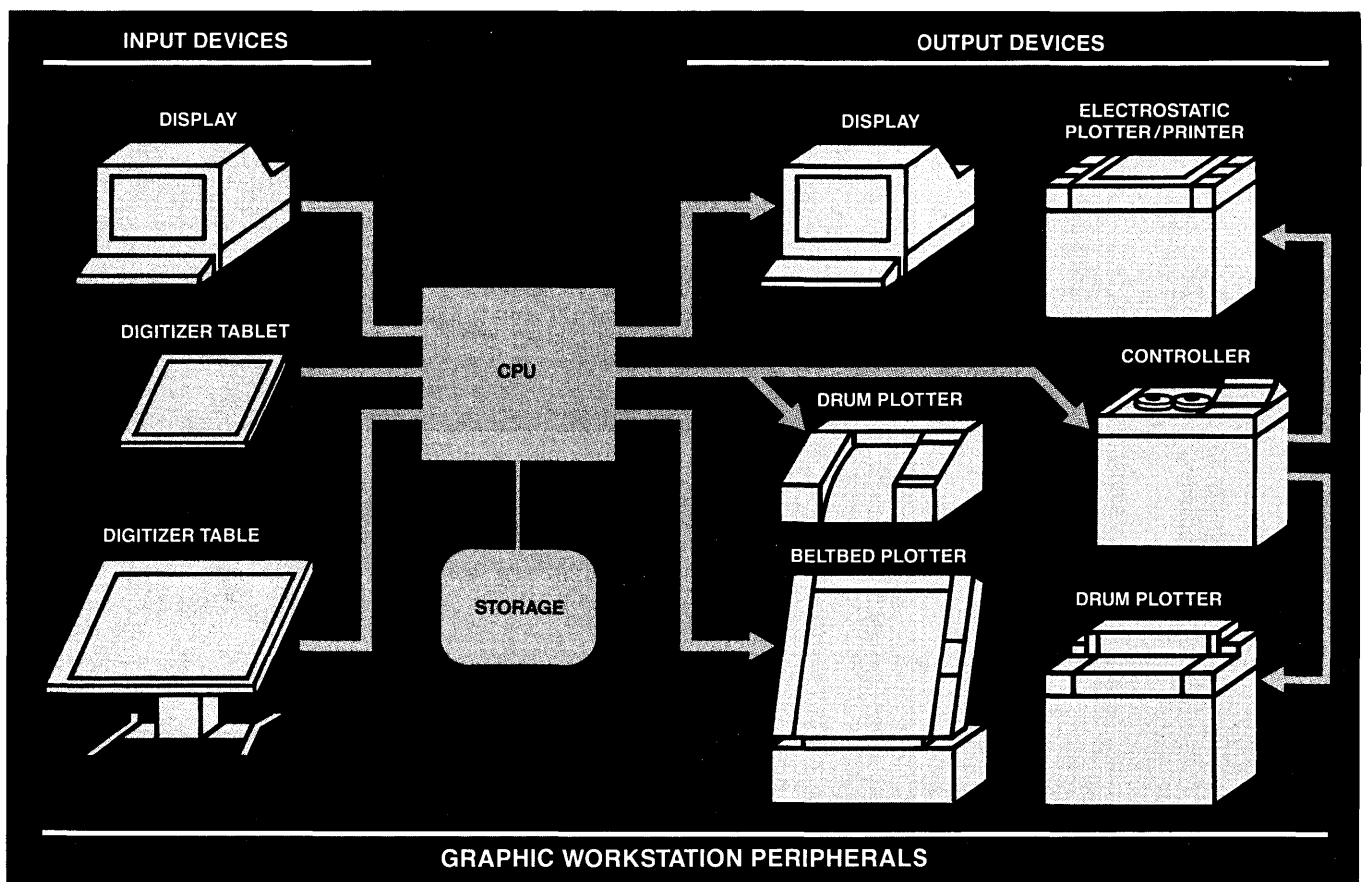 INPUT DEVICES
OUTPUT DEVICES
DISPLAY
DISPLAY
ELECTROSTATIC
PLOTTER/PRINTER
DIGITIZER TABLET
CPU
CONTROLLER
DRUM PLOTTER
DIGITIZER TABLE
STORAGE
BELTBED PLOTTER
DRUM PLOTTER
GRAPHIC WORKSTATION PERIPHERALS